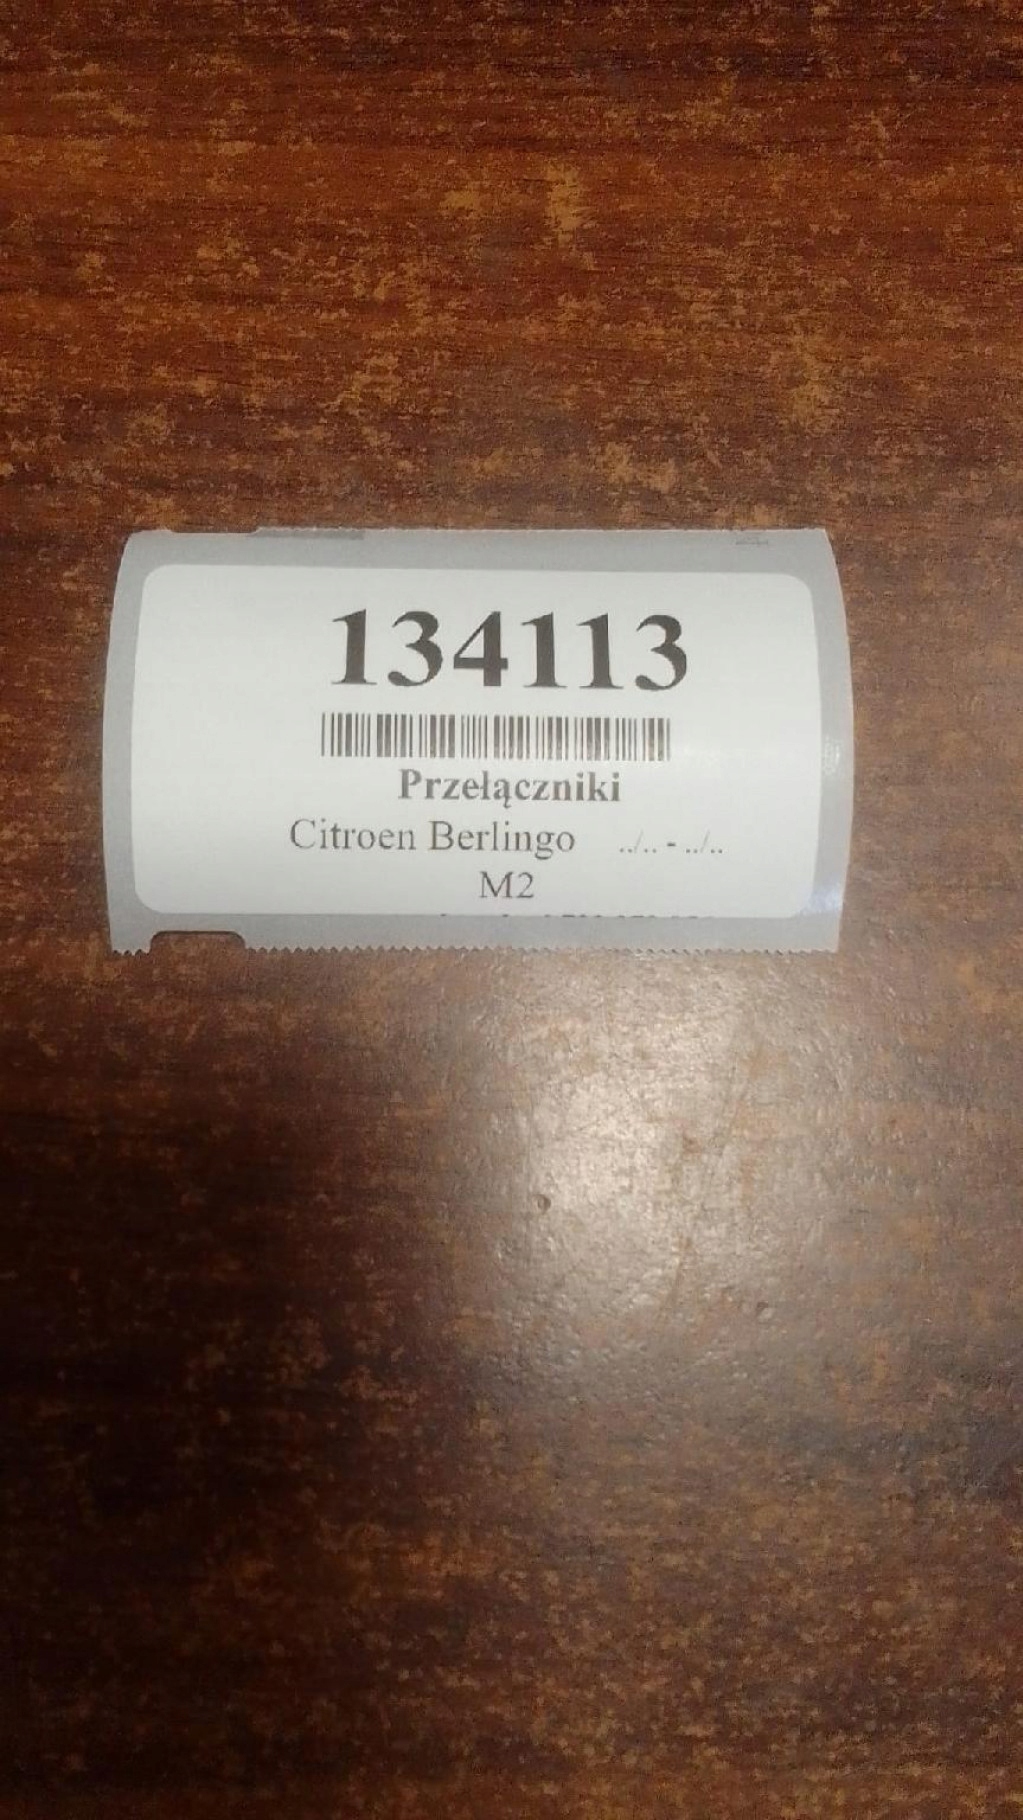 134113
Przełączniki
Citroen Berlingo ../.. - ../..
M2